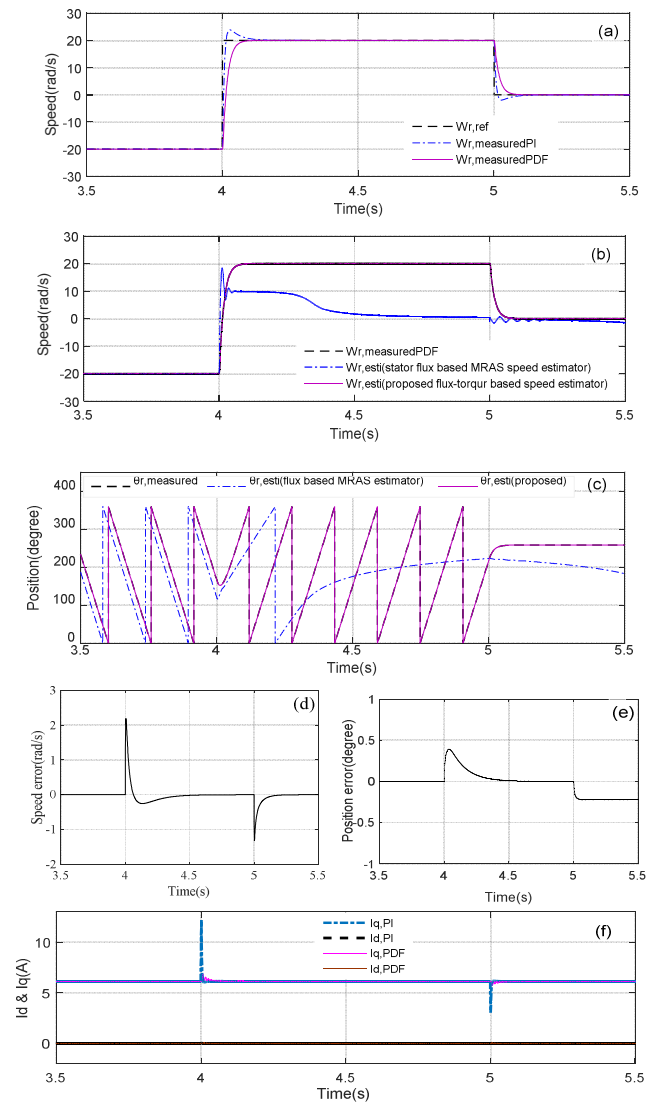 (a)
30
20
10
0
-10
-20
-30
Speed(rad/s)
Wr,ref
Wr,measuredPI
Wr,measuredPDF
3.5 4 4.5 5 5.5
Time(s)
(b)
30
20
10
0
-10
-20
-30
Speed(rad/s)
Wr,measuredPDF
Wr,esti(stator flux based MRAS speed estimator)
Wr,esti(proposed flux-torqur based speed estimator)
3.5 4 4.5 5 5.5
Time(s)
θr,measured θr,esti(flux based MRAS estimator) θr,esti(proposed)
(c)
400
300
200
100
0
Position(degree)
3.5 4 4.5 5 5.5
Time(s)
(d)
3
2
1
0
-1
-2
Speed error(rad/s)
3.5 4 4.5 5 5.5
Time(s)
(e)
1
0.5
0
-0.5
-1
Position error(degree)
3.5 4 4.5 5 5.5
Time(s)
Iq,PI
Id,PI
Iq,PDF
Id,PDF
(f)
10
5
0
Id & Iq(A)
3.5 4 4.5 5 5.5
Time(s)